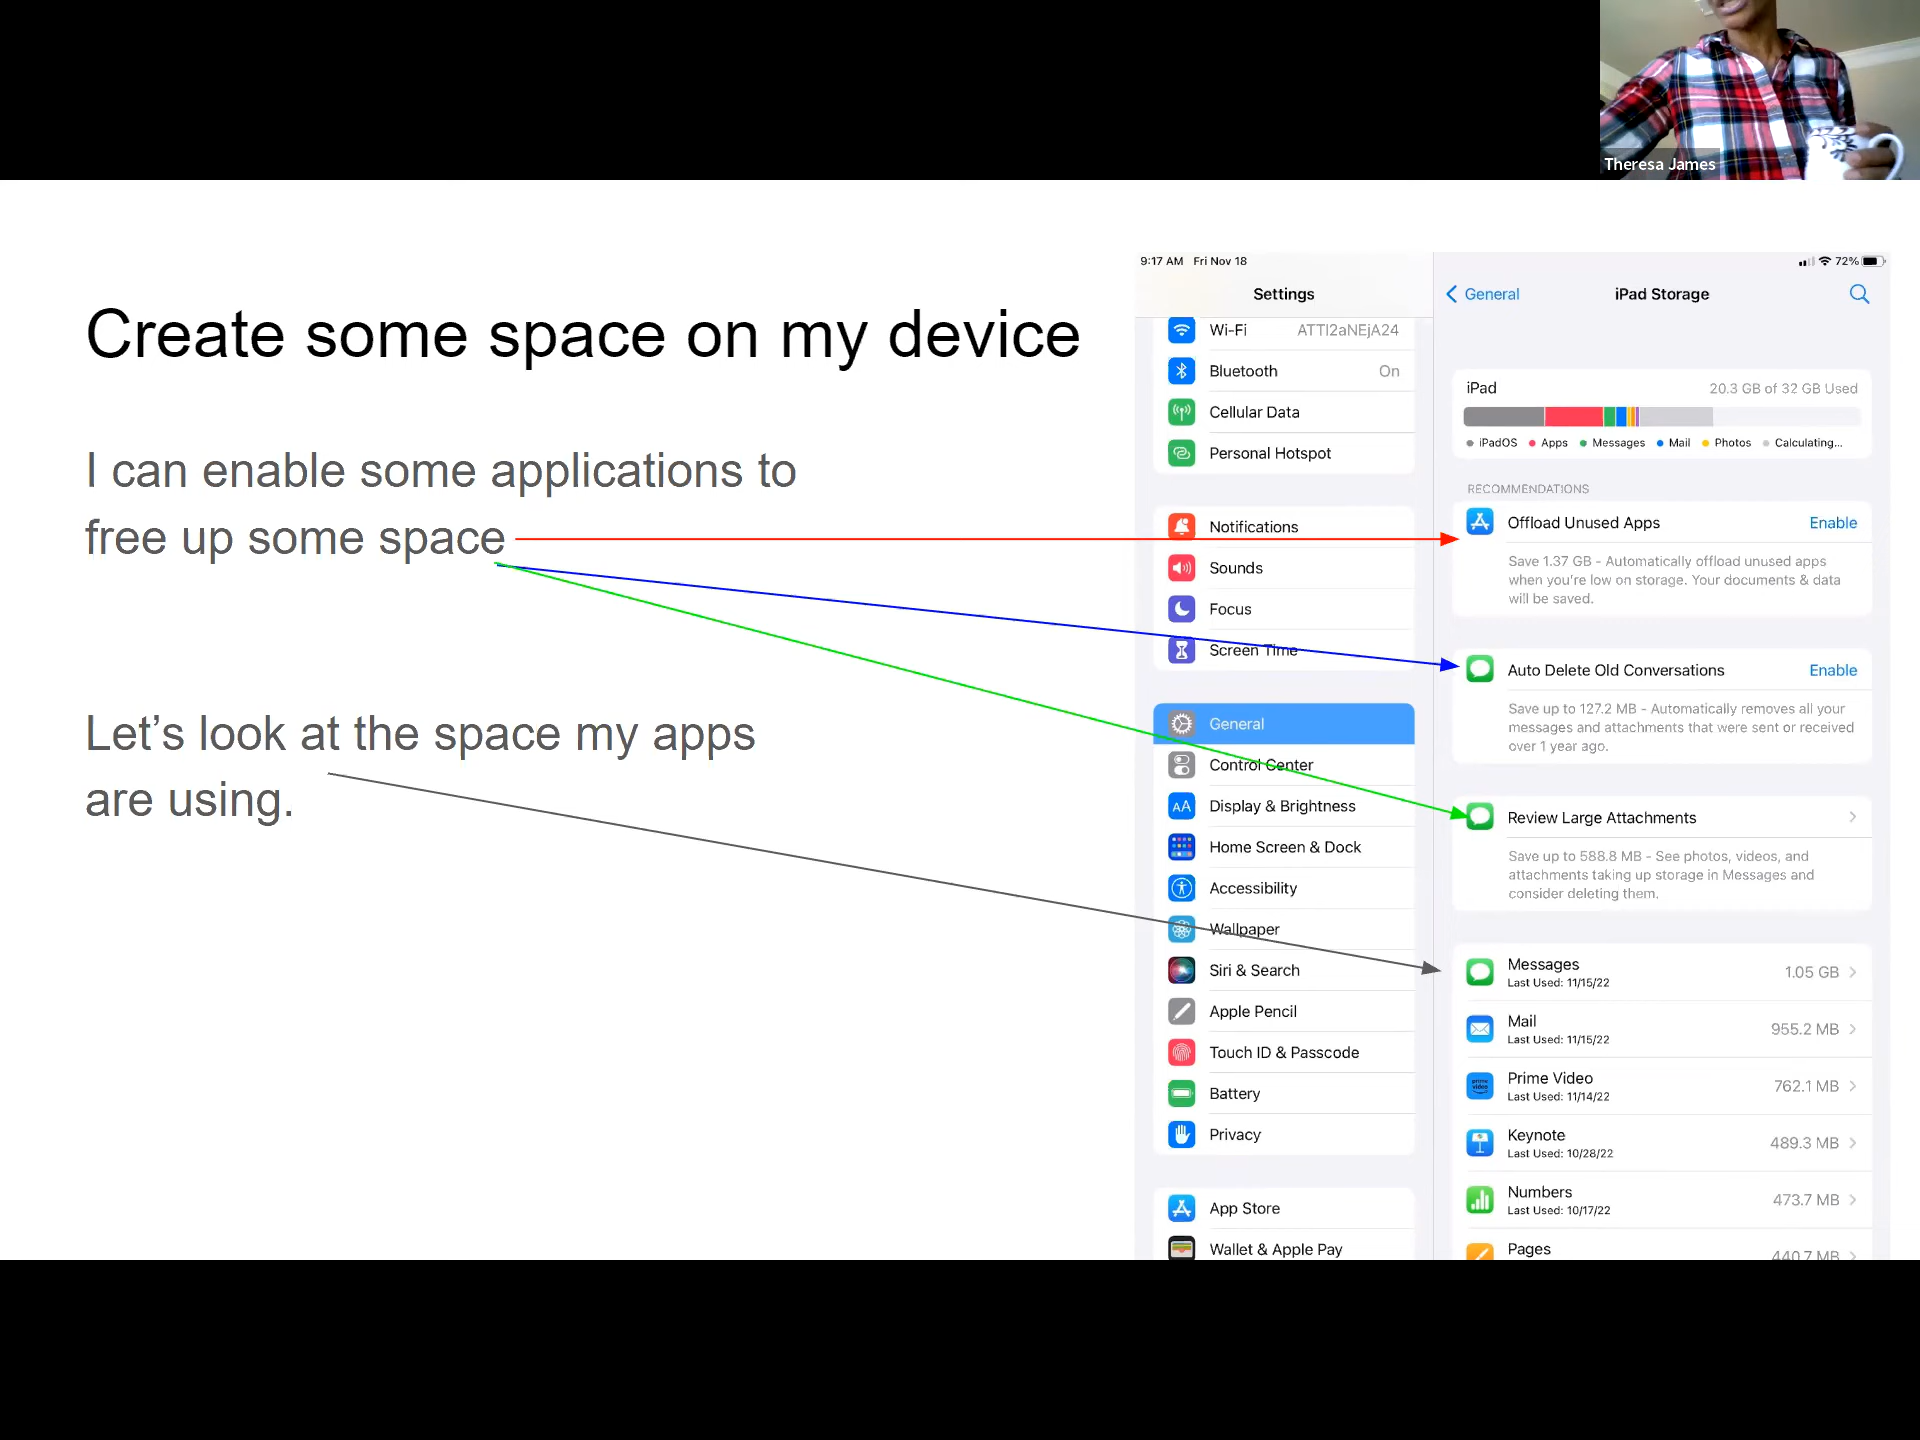 Theresa James
Create some space on my device
I can enable some applications to
free up some space
Let's look at the space my apps
are using.
9:17 AM Fri Nov 18
Settings
Wi-Fi ATTI2aNEjA24
Bluetooth On
Cellular Data
Personal Hotspot
Notifications
Sounds
Focus
Screen Time
General
Control Center
AA Display & Brightness
Home Screen & Dock
Accessibility
Wallpaper
Siri & Search
Apple Pencil
Touch ID & Passcode
Battery
Privacy
App Store
Wallet & Apple Pay
72%
General iPad Storage
iPad 20.3 GB of 32 GB Used
iPadOS Apps Messages Mail Photos Calculating...
RECOMMENDATIONS
Offload Unused Apps Enable
Save 1.37 GB - Automatically offload unused apps
when you're low on storage. Your documents & data
will be saved.
Auto Delete Old Conversations Enable
Save up to 127.2 MB - Automatically removes all your
messages and attachments that were sent or received
over 1 year ago.
Review Large Attachments
Save up to 588.8 MB - See photos, videos, and
attachments taking up storage in Messages and
consider deleting them.
Messages 1.05 GB
Last Used: 11/15/22
Mail 955.2 MB
Last Used: 11/15/22
prime video
Prime Video 762.1 MB
Last Used: 11/14/22
Keynote 489.3 MB
Last Used: 10/28/22
Numbers 473.7 MB
Last Used: 10/17/22
Pages 440.7 MB